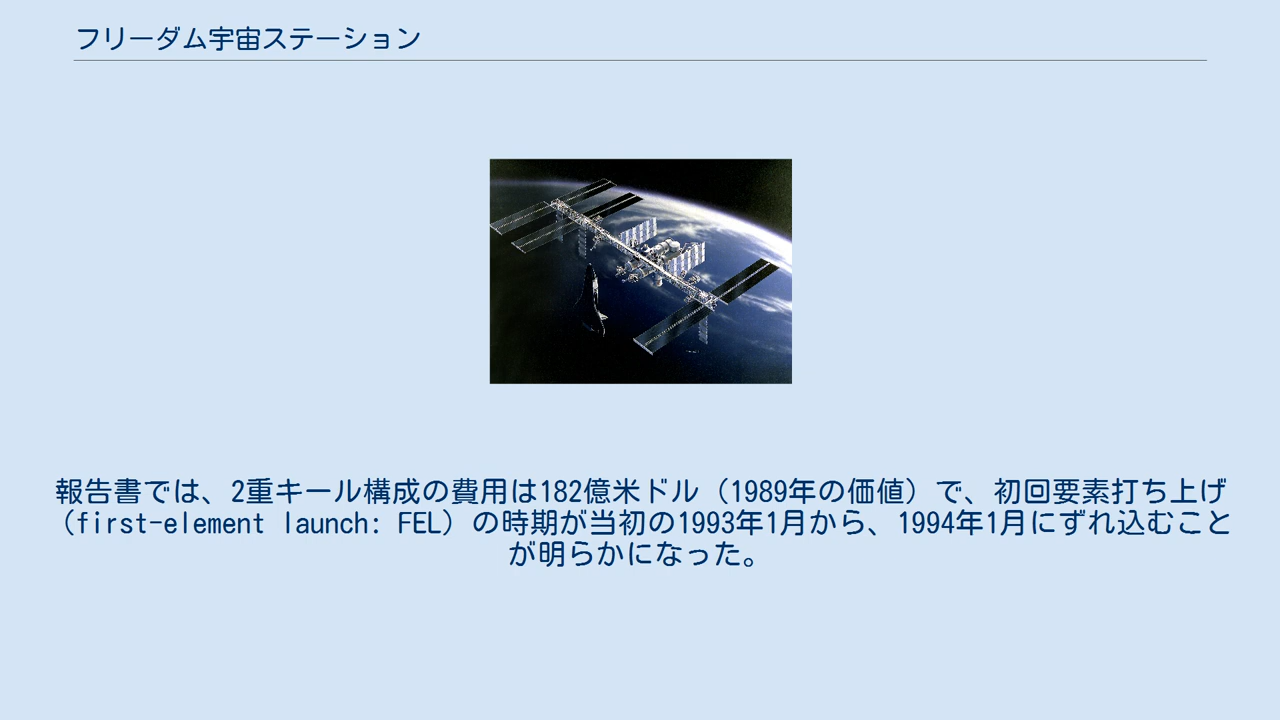 フリーダム宇宙ステーション
報告書では、2重キール構成の費用は182億米ドル（1989年の価値）で、初回要素打ち上げ
（first-element launch: FEL）の時期が当初の1993年1月から、1994年1月にずれ込むこと
が明らかになった。